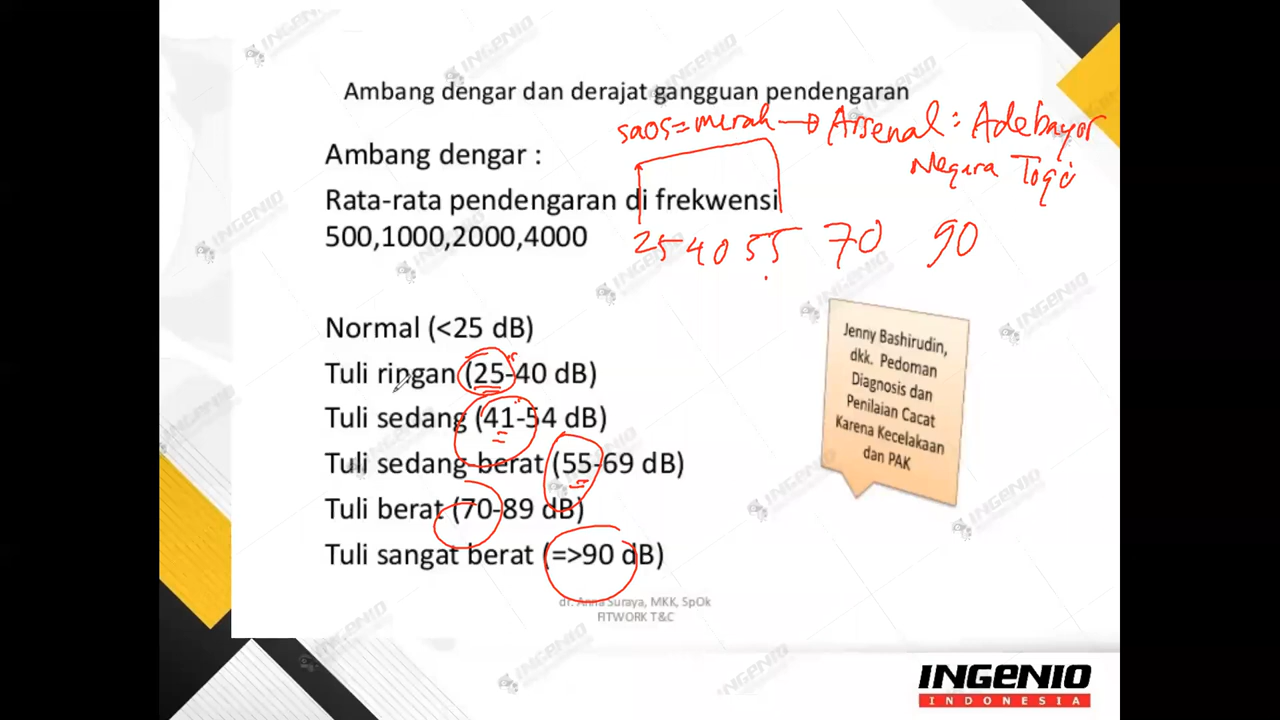 Ambang dengar dan derajat gangguan pendengaran
saos = merah → Arsenal : Adebayor
Negara Togo
Ambang dengar :
Rata-rata pendengaran di frekwensi
500,1000,2000,4000
25 40 55 70 90
Normal (<25 dB)
Tuli ringan (25-40 dB)
Tuli sedang (41-54 dB)
Tuli sedang berat (55-69 dB)
Tuli berat (70-89 dB)
Tuli sangat berat (=>90 dB)
Jenny Bashirudin,
dkk. Pedoman
Diagnosis dan
Penilaian Cacat
Karena Kecelakaan
dan PAK
dr. Anna Suraya, MKK, SpOk
FITWORK T&C
INGENIO
INDONESIA